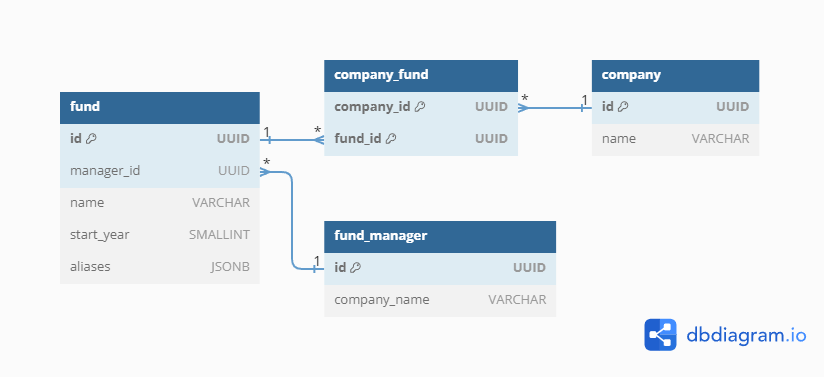 company_fund
company_id UUID
fund_id UUID
company
id UUID
name VARCHAR
fund
id UUID
manager_id UUID
name VARCHAR
start_year SMALLINT
aliases JSONB
fund_manager
id UUID
company_name VARCHAR
1
*
*
1
*
1
dbdiagram.io